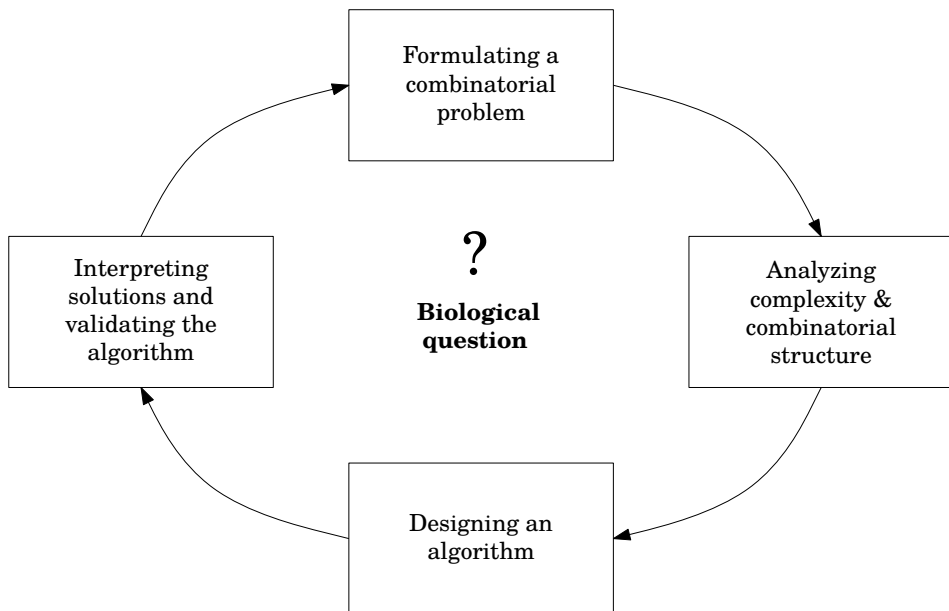 Formulating a
combinatorial
problem
Interpreting
solutions and
validating the
algorithm
?
Biological
question
Analyzing
complexity &
combinatorial
structure
Designing an
algorithm